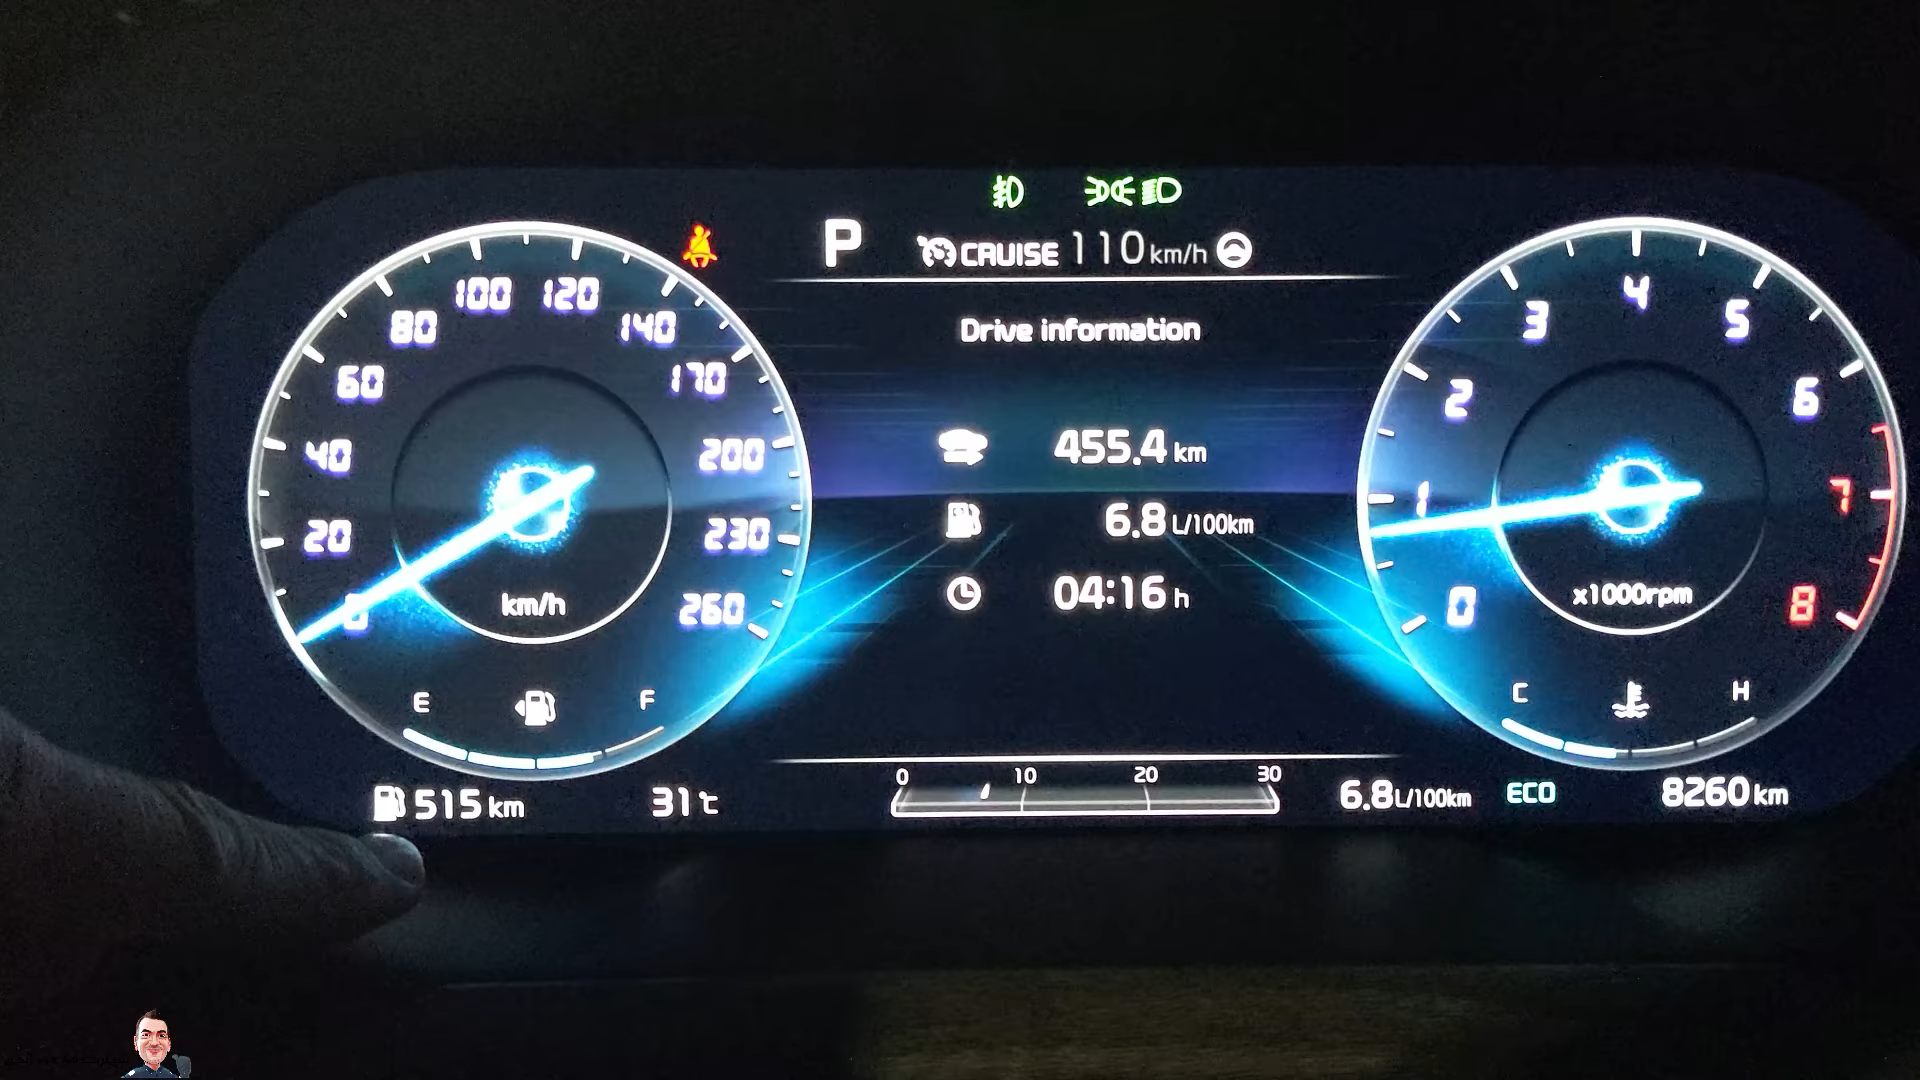 P
CRUISE 110 km/h
Drive information
455.4 km
6.8 L/100km
04:16 h
0
20
40
60
80
100
120
140
170
200
230
260
km/h
E
F
515 km
31℃
0 10 20 30
6.8 L/100km
ECO
8260 km
0
1
2
3
4
5
6
7
8
x1000rpm
C
H